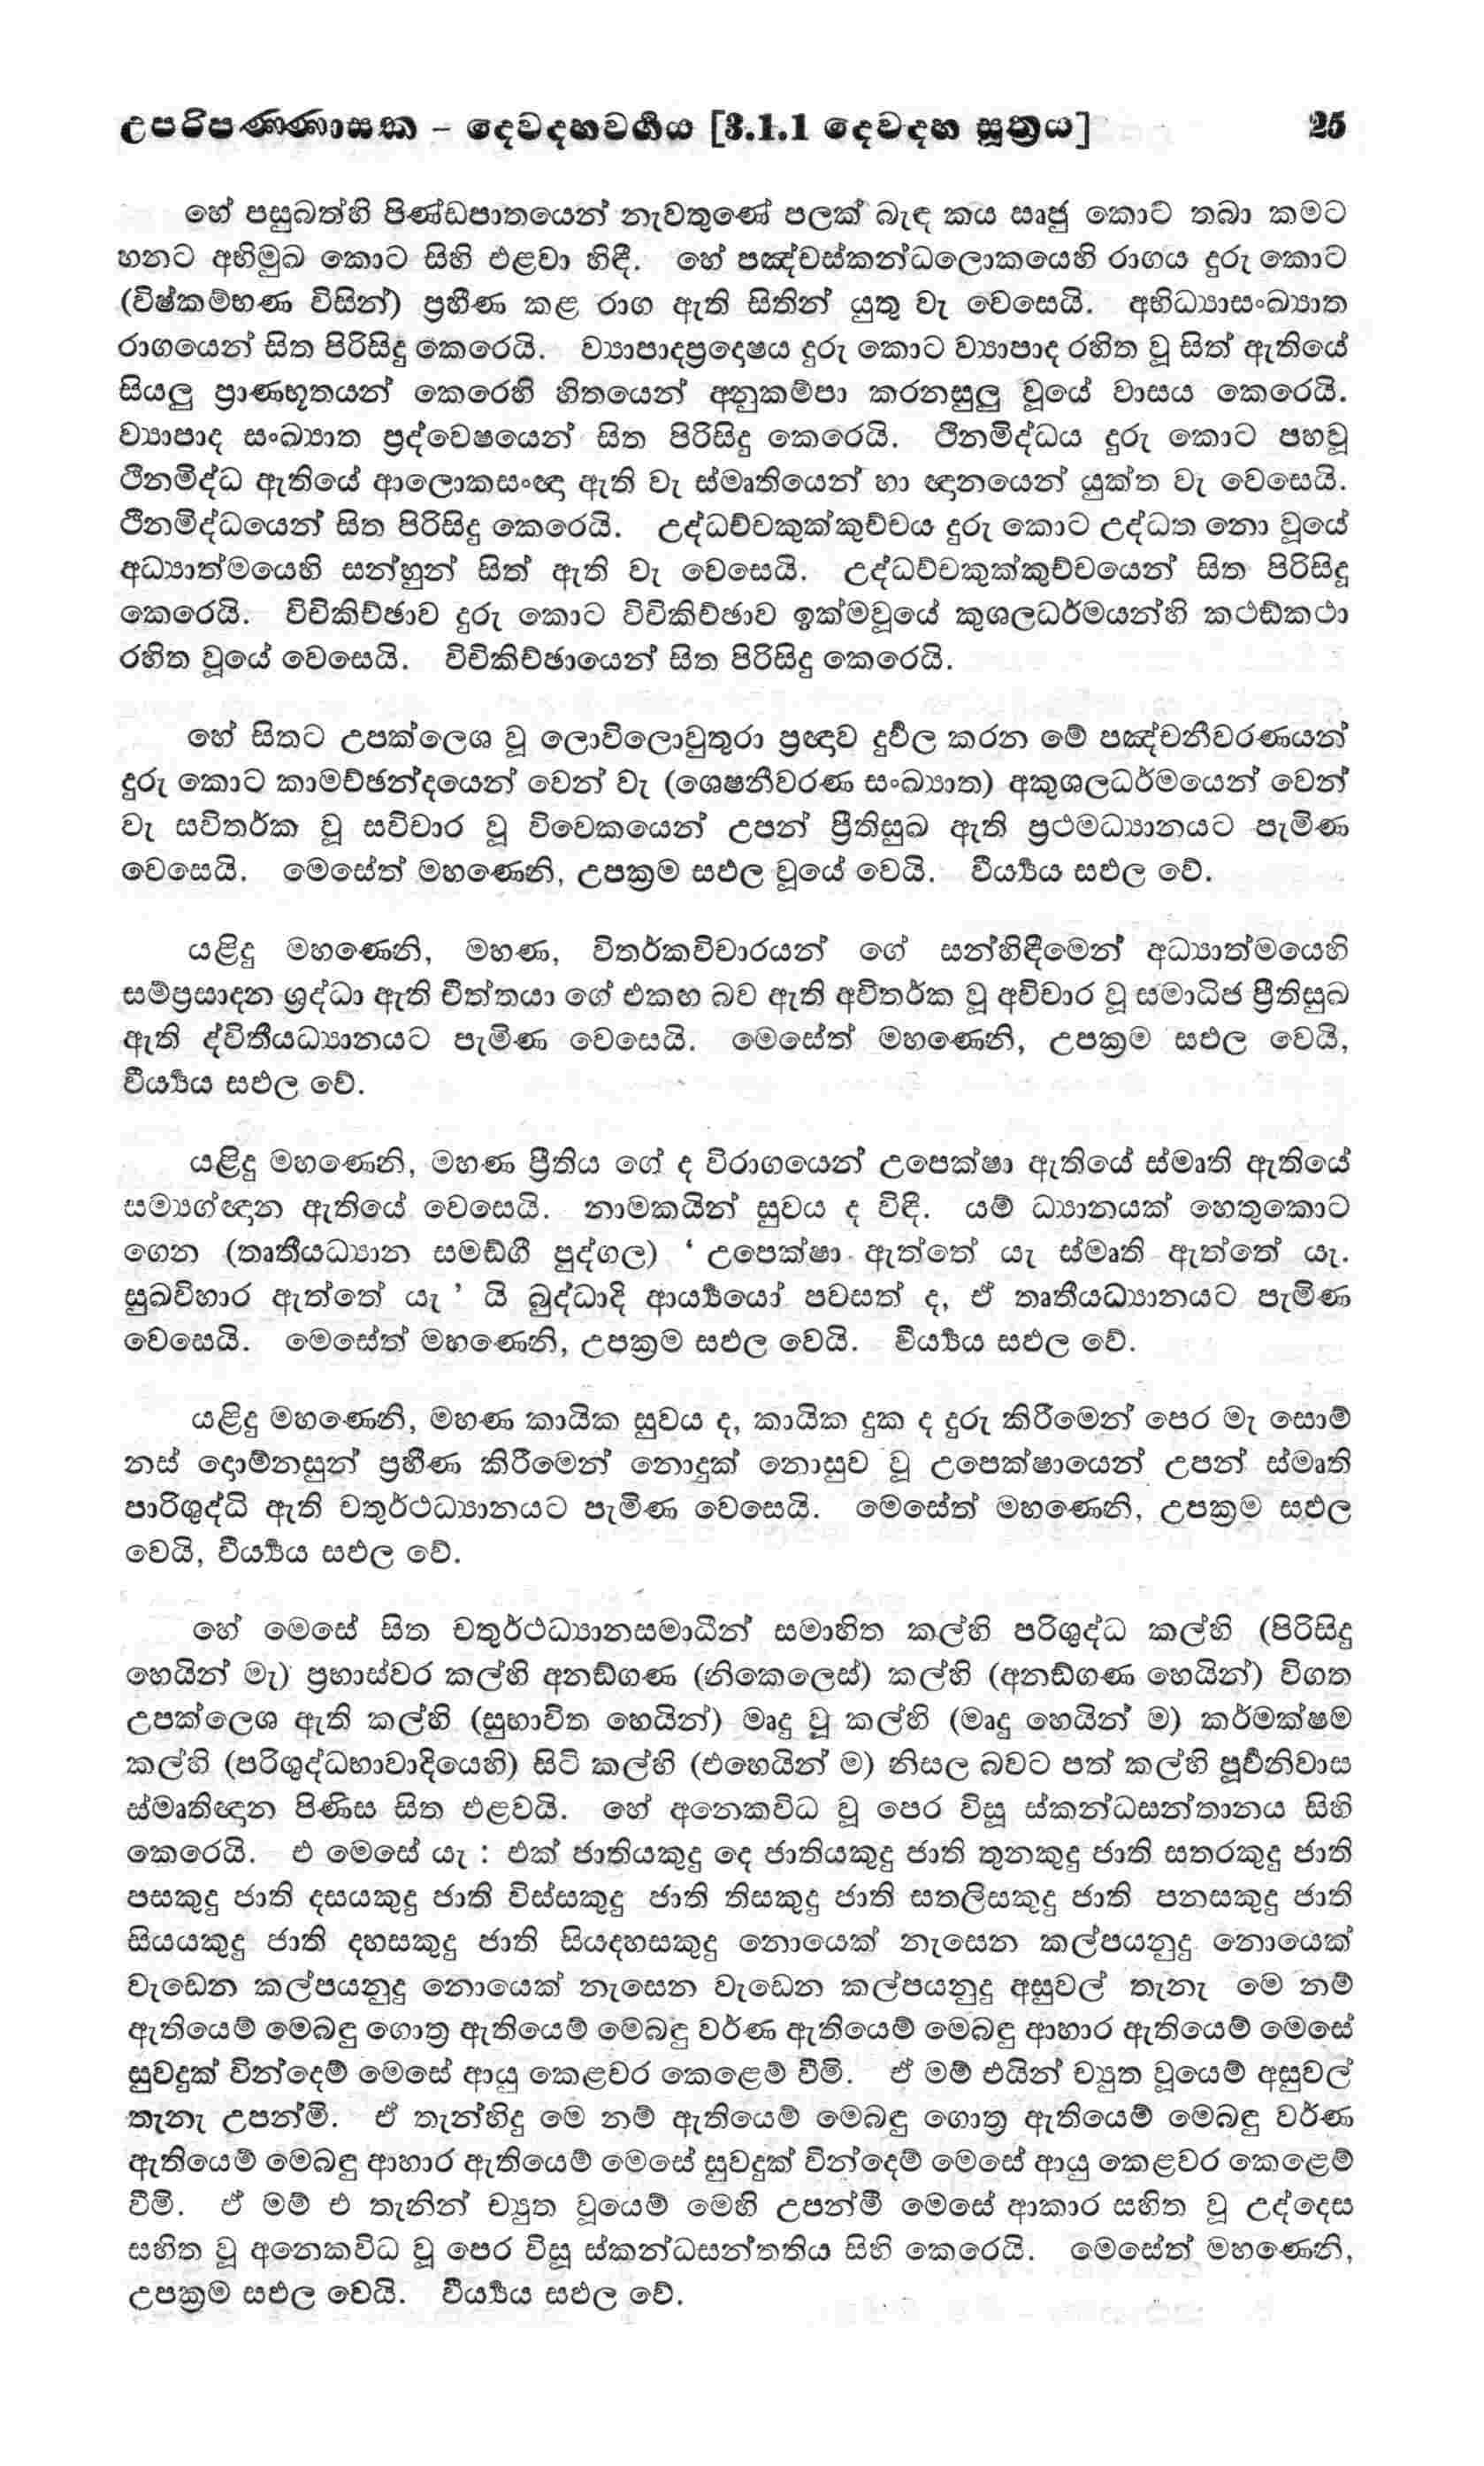 උපරිපණ්ණාසක – දෙවදහවර්‍ගය [3.1.1 දෙවදහ සූත්‍රය] 25
හේ පසුබත්හි පිණ්ඩපාතයෙන් නැවතුණේ පලක් බැඳ කය සෘජු කොට තබා කමට
හනට අභිමුඛ කොට සිහි එළවා හිඳී. හේ පඤ්චස්කන්ධලොකයෙහි රාගය දුරු කොට
(විෂ්කම්භණ විසින්) ප්‍රහීණ කළ රාග ඇති සිතින් යුතු වැ වෙසෙයි. අභිධ්‍යාසංඛ්‍යාත
රාගයෙන් සිත පිරිසිදු කෙරෙයි. ව්‍යාපාදප්‍රදොෂය දුරු කොට ව්‍යාපාද රහිත වූ සිත් ඇතියේ
සියලු ප්‍රාණභූතයන් කෙරෙහි හිතයෙන් අනුකම්පා කරනසුලු වූයේ වාසය කෙරෙයි.
ව්‍යාපාද සංඛ්‍යාත ප්‍රද්වෙෂයෙන් සිත පිරිසිදු කෙරෙයි. ථිනමිද්ධය දුරු කොට පහවූ
ථිනමිද්ධ ඇතියේ ආලොකසංඥා ඇති වැ ස්මෘතියෙන් හා ඥානයෙන් යුක්ත වැ වෙසෙයි.
ථීනමිද්ධයෙන් සිත පිරිසිදු කෙරෙයි. උද්ධච්චකුක්කුච්චය දුරු කොට උද්ධත නො වූයේ
අධ්‍යාත්මයෙහි සන්හුන් සිත් ඇති වැ වෙසෙයි. උද්ධච්චකුක්කුච්චයෙන් සිත පිරිසිදු
කෙරෙයි. විචිකිච්ඡාව දුරු කොට විචිකිච්ඡාව ඉක්මවූයේ කුශලධර්මයන්හි කථඞ්කථා
රහිත වූයේ වෙසෙයි. විචිකිච්ඡායෙන් සිත පිරිසිදු කෙරෙයි.
හේ සිතට උපක්ලෙශ වූ ලොවිලොවුතුරා ප්‍රඥාව දුර්‍වල කරන මේ පඤ්චනීවරණයන්
දුරු කොට කාමච්ඡන්දයෙන් වෙන් වැ (ශෙෂනීවරණ සංඛ්‍යාත) අකුශලධර්මයෙන් වෙන්
වැ සවිතර්ක වූ සවිචාර වූ විවෙකයෙන් උපන් ප්‍රීතිසුඛ ඇති ප්‍රථමධ්‍යානයට පැමිණ
වෙසෙයි. මෙසේත් මහණෙනි, උපක්‍රම සඵල වූයේ වෙයි. වීර්‍ය්‍යය සඵල වේ.
යළිදු මහණෙනි, මහණ, විතර්කවිචාරයන් ගේ සන්හිඳීමෙන් අධ්‍යාත්මයෙහි
සම්ප්‍රසාදන ශ්‍රද්ධා ඇති චිත්තයා ගේ එකඟ බව ඇති අවිතර්ක වූ අවිචාර වූ සමාධිජ ප්‍රීතිසුඛ
ඇති ද්විතීයධ්‍යානයට පැමිණ වෙසෙයි. මෙසේත් මහණෙනි, උපක්‍රම සඵල වෙයි,
වීර්‍ය්‍යය සඵල වේ.
යළිදු මහණෙනි, මහණ ප්‍රීතිය ගේ ද විරාගයෙන් උපෙක්ෂා ඇතියේ ස්මෘති ඇතියේ
සම්‍යග්ඥාන ඇතියේ වෙසෙයි. නාමකයින් සුවය ද විඳී. යම් ධ්‍යානයක් හෙතුකොට
ගෙන (තෘතීයධ්‍යාන සමඞ්ගී පුද්ගල) ‘ උපෙක්ෂා ඇත්තේ යැ ස්මෘති ඇත්තේ යැ.
සුඛවිහාර ඇත්තේ යැ ’ යි බුද්ධාදි ආර්‍ය්‍යයෝ පවසත් ද, ඒ තෘතීයධ්‍යානයට පැමිණ
වෙසෙයි. මෙසේත් මහණෙනි, උපක්‍රම සඵල වෙයි. වීර්‍ය්‍යය සඵල වේ.
යළිදු මහණෙනි, මහණ කායික සුවය ද, කායික දුක ද දුරු කිරීමෙන් පෙර මැ සොම්
නස් දොම්නසුන් ප්‍රහීණ කිරීමෙන් නොදුක් නොසුව වූ උපෙක්ෂායෙන් උපන් ස්මෘති
පාරිශුද්ධි ඇති චතුර්ථධ්‍යානයට පැමිණ වෙසෙයි. මෙසේත් මහණෙනි, උපක්‍රම සඵල
වෙයි, වීර්‍ය්‍යය සඵල වේ.
හේ මෙසේ සිත චතුර්ථධ්‍යානසමාධීන් සමාහිත කල්හි පරිශුද්ධ කල්හි (පිරිසිදු
හෙයින් මැ) ප්‍රභාස්වර කල්හි අනඞ්ගණ (නිකෙලෙස්) කල්හි (අනඞ්ගණ හෙයින්) විගත
උපක්ලෙශ ඇති කල්හි (සුභාවිත හෙයින්) මෘදු වූ කල්හි (මෘදු හෙයින් ම) කර්මක්ෂම
කල්හි (පරිශුද්ධභාවාදියෙහි) සිටි කල්හි (එහෙයින් ම) නිසල බවට පත් කල්හි පූර්‍වනිවාස
ස්මෘතිඥාන පිණිස සිත එළවයි. හේ අනෙකවිධ වූ පෙර විසූ ස්කන්ධසන්තානය සිහි
කෙරෙයි. එ මෙසේ යැ : එක් ජාතියකුදු දෙ ජාතියකුදු ජාති තුනකුදු ජාති සතරකුදු ජාති
පසකුදු ජාති දසයකුදු ජාති විස්සකුදු ජාති තිසකුදු ජාති සතලිසකුදු ජාති පනසකුදු ජාති
සියයකුදු ජාති දහසකුදු ජාති සියදහසකුදු නොයෙක් නැසෙන කල්පයනුදු නොයෙක්
වැඩෙන කල්පයනුදු නොයෙක් නැසෙන වැඩෙන කල්පයනුදු අසුවල් තැනැ මෙ නම්
ඇතියෙම් මෙබඳු ගොත්‍ර ඇතියෙම් මෙබඳු වර්ණ ඇතියෙම් මෙබඳු ආහාර ඇතියෙම් මෙසේ
සුවදුක් වින්දෙම් මෙසේ ආයු කෙළවර කෙළෙම් වීමි. ඒ මම් එයින් ච්‍යුත වූයෙම් අසුවල්
තැනැ උපන්මි. ඒ තැන්හිදු මෙ නම් ඇතියෙම් මෙබඳු ගොත්‍ර ඇතියෙම් මෙබඳු වර්ණ
ඇතියෙම් මෙබඳු ආහාර ඇතියෙම් මෙසේ සුවදුක් වින්දෙම් මෙසේ ආයු කෙළවර කෙළෙම්
වීමි. ඒ මම් එ තැනින් ච්‍යුත වූයෙම් මෙහි උපන්මී මෙසේ ආකාර සහිත වූ උද්දෙස
සහිත වූ අනෙකවිධ වූ පෙර විසූ ස්කන්ධසන්තතිය සිහි කෙරෙයි. මෙසේත් මහණෙනි,
උපක්‍රම සඵල වෙයි. වීර්‍ය්‍යය සඵල වේ.